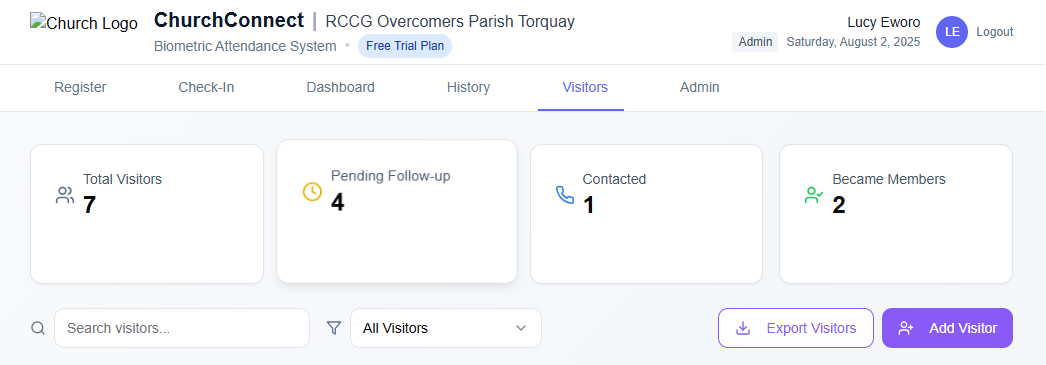 Church Logo
ChurchConnect | RCCG Overcomers Parish Torquay
Biometric Attendance System • Free Trial Plan
Lucy Eworo
Admin Saturday, August 2, 2025
LE
Logout
Register Check-In Dashboard History Visitors Admin
Total Visitors
7
Pending Follow-up
4
Contacted
1
Became Members
2
Search visitors...
All Visitors
Export Visitors
Add Visitor